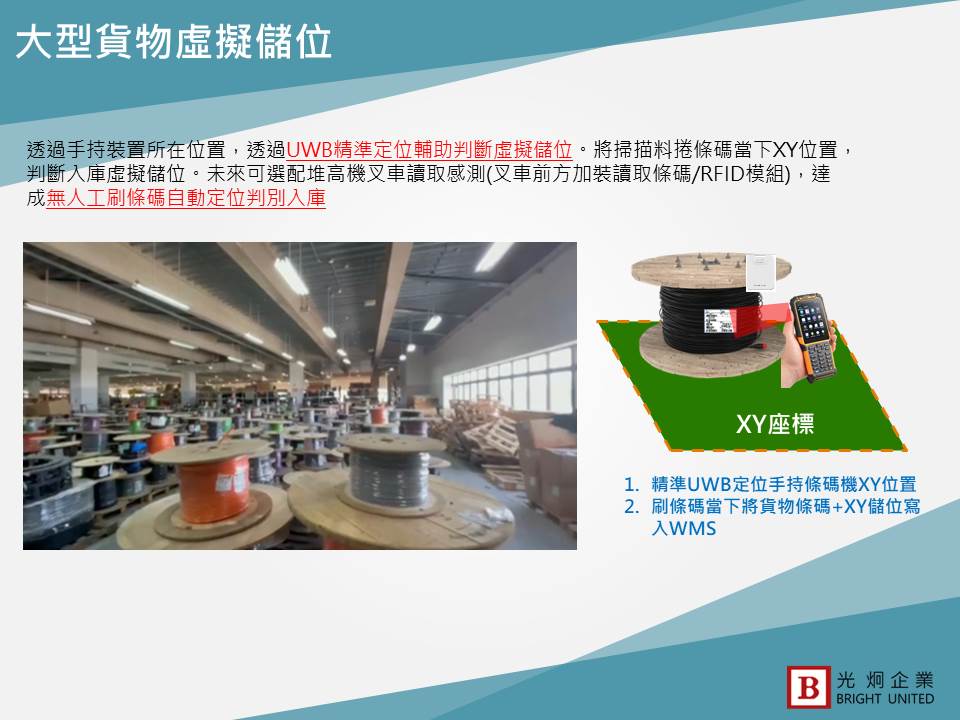 大型貨物虛擬儲位
透過手持裝置所在位置，透過UWB精準定位輔助判斷虛擬儲位。將掃描料捲條碼當下XY位置，
判斷入庫虛擬儲位。未來可選配堆高機叉車讀取感測(叉車前方加裝讀取條碼/RFID模組)，達
成無人工刷條碼自動定位判別入庫
XY座標
1. 精準UWB定位手持條碼機XY位置
2. 刷條碼當下將貨物條碼+XY儲位寫
入WMS
B
光炯企業
BRIGHT UNITED